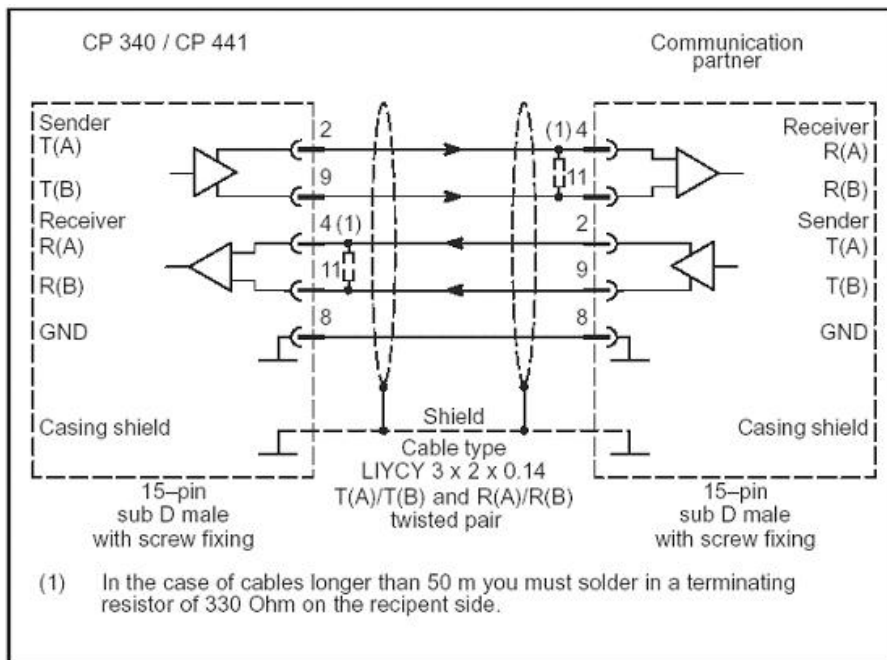 CP 340 / CP 441
Communication
partner
Sender
T(A)
T(B)
Receiver
R(A)
R(B)
GND
Casing shield
2
9
4 (1)
11
8
(1) 4
11
2
9
8
Receiver
R(A)
R(B)
Sender
T(A)
T(B)
GND
Casing shield
Shield
Cable type
LIYCY 3 x 2 x 0.14
T(A)/T(B) and R(A)/R(B)
twisted pair
15–pin
sub D male
with screw fixing
15–pin
sub D male
with screw fixing
(1) In the case of cables longer than 50 m you must solder in a terminating
resistor of 330 Ohm on the recipent side.